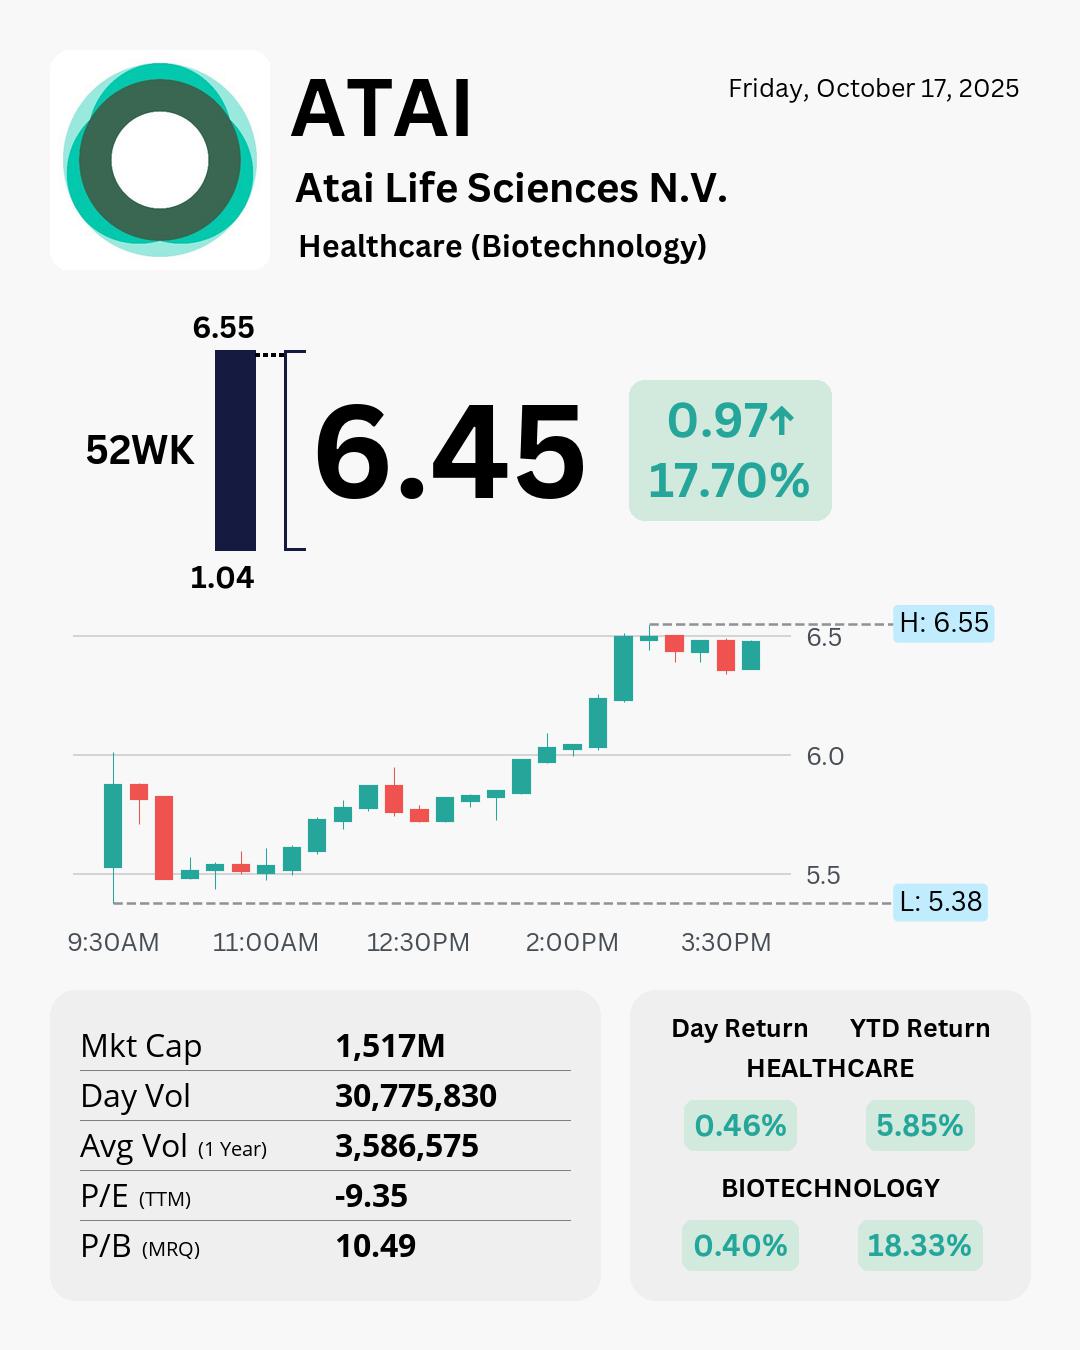 ATAI
Friday, October 17, 2025
Atai Life Sciences N.V.
Healthcare (Biotechnology)
6.55
52WK
6.45
0.97↑
17.70%
1.04
H: 6.55
6.5
6.0
5.5
L: 5.38
9:30AM 11:00AM 12:30PM 2:00PM 3:30PM
Mkt Cap 1,517M
Day Vol 30,775,830
Avg Vol (1 Year) 3,586,575
P/E (TTM) -9.35
P/B (MRQ) 10.49
Day Return YTD Return
HEALTHCARE
0.46% 5.85%
BIOTECHNOLOGY
0.40% 18.33%